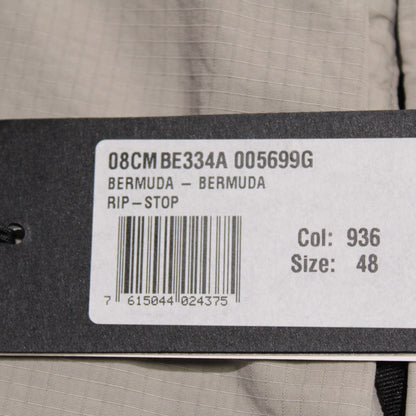 08CMBE334A 005699G
BERMUDA – BERMUDA
RIP–STOP
Col: 936
Size: 48
7 615044 024375